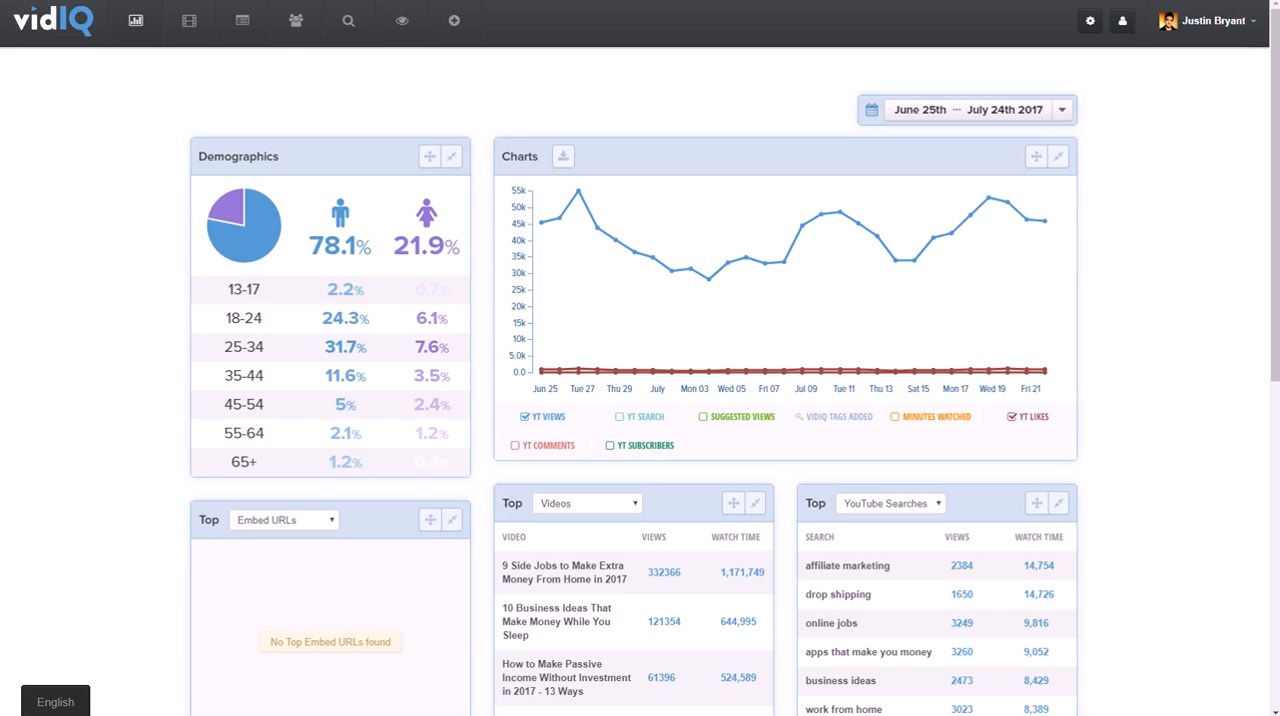 vidIQ
Justin Bryant
June 25th --- July 24th 2017
Demographics
78.1% 21.9%
13-17 2.2% 0.7%
18-24 24.3% 6.1%
25-34 31.7% 7.6%
35-44 11.6% 3.5%
45-54 5% 2.4%
55-64 2.1% 1.2%
65+ 1.2% 0.4%
Charts
55k
50k
45k
40k
35k
30k
25k
20k
15k
10k
5.0k
0.0
Jun 25 Tue 27 Thu 29 July Mon 03 Wed 05 Fri 07 Jul 09 Tue 11 Thu 13 Sat 15 Mon 17 Wed 19 Fri 21
YT VIEWS YT SEARCH SUGGESTED VIEWS VIDIQ TAGS ADDED MINUTES WATCHED YT LIKES
YT COMMENTS YT SUBSCRIBERS
Top Embed URLs
No Top Embed URLs found
Top Videos
VIDEO VIEWS WATCH TIME
9 Side Jobs to Make Extra
Money From Home in 2017
332366 1,171,749
10 Business Ideas That
Make Money While You
Sleep
121354 644,995
How to Make Passive
Income Without Investment
in 2017 - 13 Ways
61396 524,589
Top YouTube Searches
SEARCH VIEWS WATCH TIME
affiliate marketing 2384 14,754
drop shipping 1650 14,726
online jobs 3249 9,816
apps that make you money 3260 9,052
business ideas 2473 8,429
work from home 3023 8,389
English